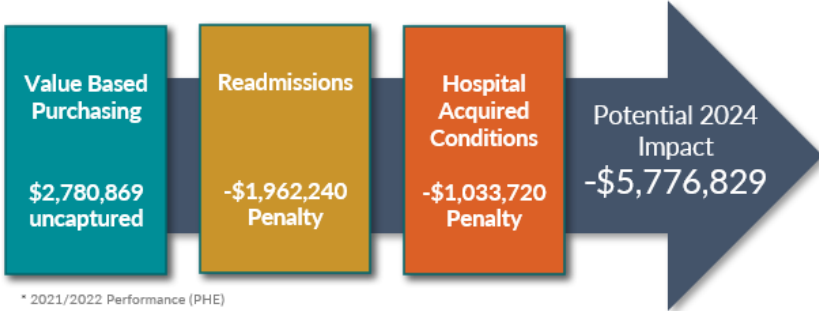 Value Based
Purchasing
$2,780,869
uncaptured
Readmissions
-$1,962,240
Penalty
Hospital
Acquired
Conditions
-$1,033,720
Penalty
Potential 2024
Impact
-$5,776,829
* 2021/2022 Performance (PHE)